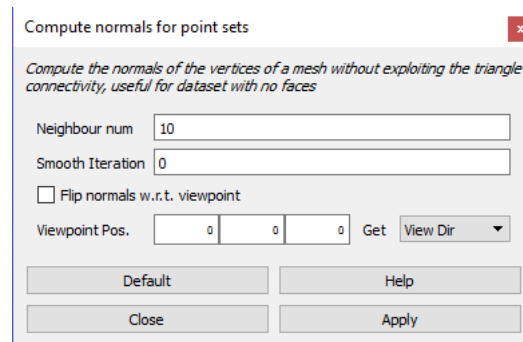 Compute normals for point sets
x
Compute the normals of the vertices of a mesh without exploiting the triangle
connectivity, useful for dataset with no faces
Neighbour num 10
Smooth Iteration 0
Flip normals w.r.t. viewpoint
Viewpoint Pos. 0 0 0 Get View Dir
Default Help
Close Apply